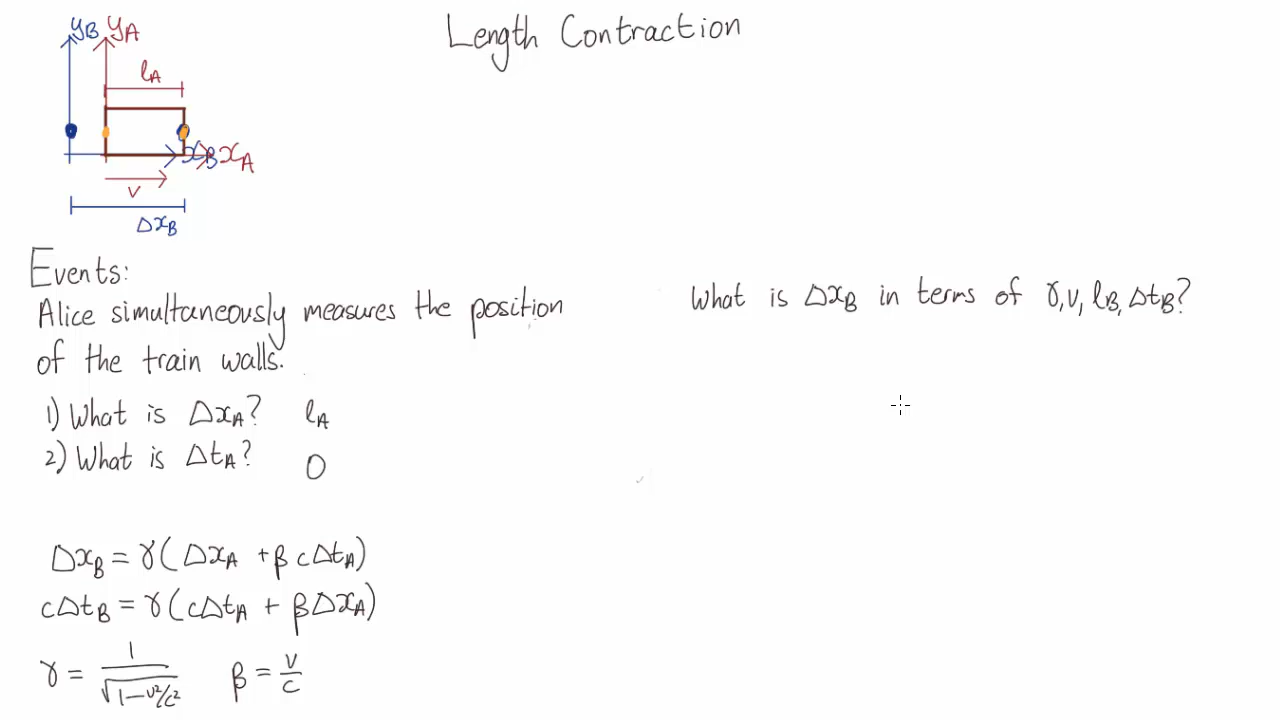 Length Contraction
yB yA
lA
xB xA
v
ΔxB
Events:
Alice simultaneously measures the position
of the train walls.
1) What is ΔxA? lA
2) What is ΔtA? 0
ΔxB = γ(ΔxA + β cΔtA)
cΔtB = γ(cΔtA + βΔxA)
γ = 1/√(1−v²/c²) β = v/c
What is ΔxB in terms of γ, v, lB, ΔtB?